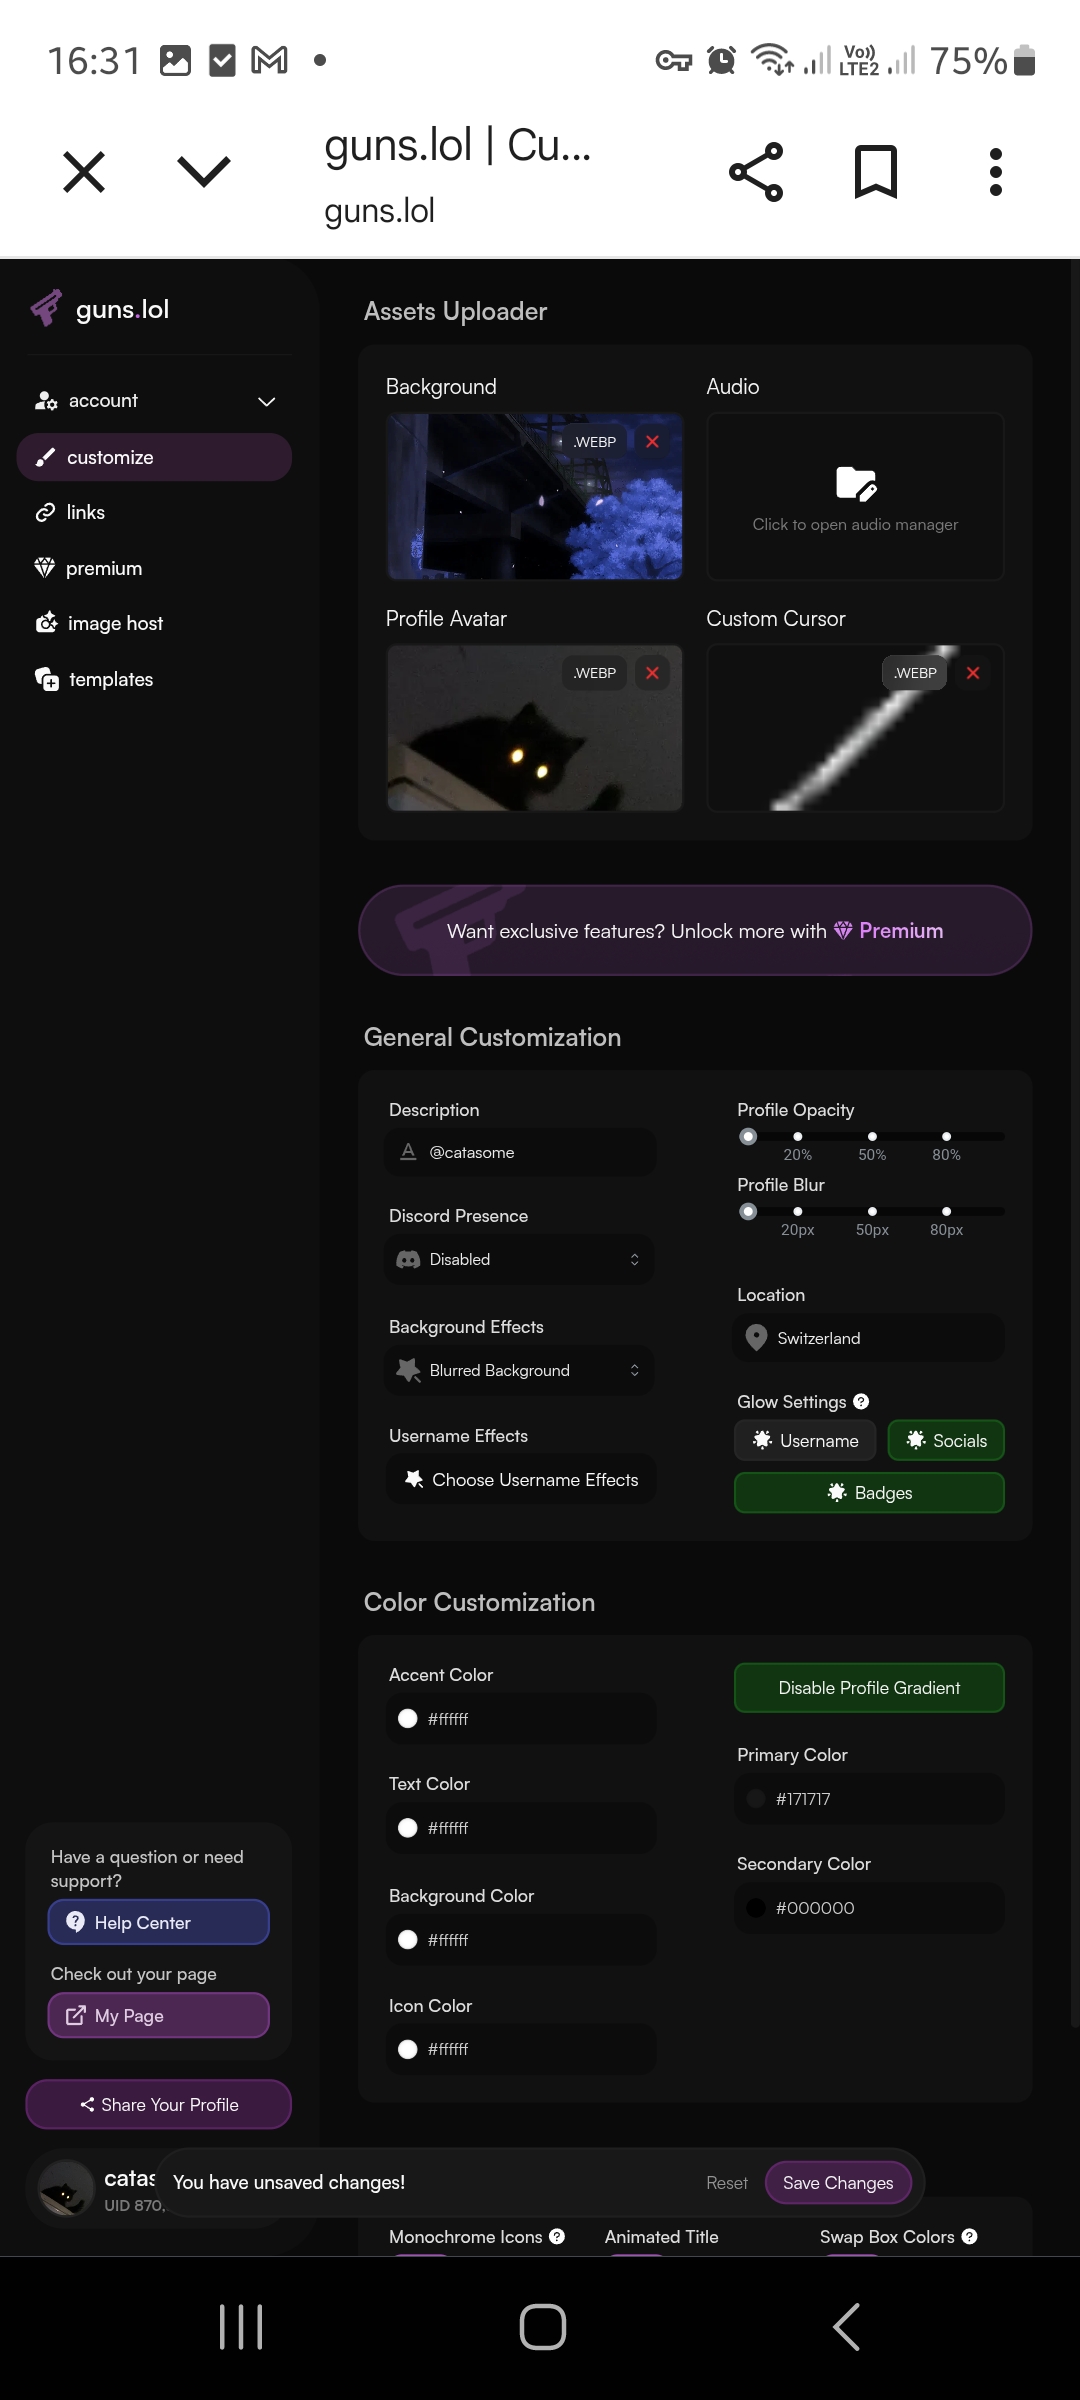 16:31
Vo)) LTE2
75%
guns.lol | Cu...
guns.lol
guns.lol
account
customize
links
premium
image host
templates
Assets Uploader
Background
Audio
.WEBP
Click to open audio manager
Profile Avatar
Custom Cursor
.WEBP
.WEBP
Want exclusive features? Unlock more with Premium
General Customization
Description
@catasome
Discord Presence
Disabled
Background Effects
Blurred Background
Username Effects
Choose Username Effects
Profile Opacity
20% 50% 80%
Profile Blur
20px 50px 80px
Location
Switzerland
Glow Settings ?
Username
Socials
Badges
Color Customization
Accent Color
#ffffff
Text Color
#ffffff
Background Color
#ffffff
Icon Color
#ffffff
Disable Profile Gradient
Primary Color
#171717
Secondary Color
#000000
Have a question or need
support?
Help Center
Check out your page
My Page
Share Your Profile
catas
UID 870,
You have unsaved changes!
Reset
Save Changes
Monochrome Icons ?
Animated Title
Swap Box Colors ?